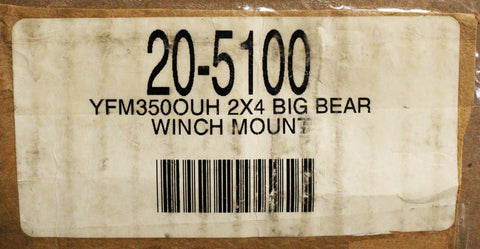 20-5100
YFM350OUH 2X4 BIG BEAR
WINCH MOUNT